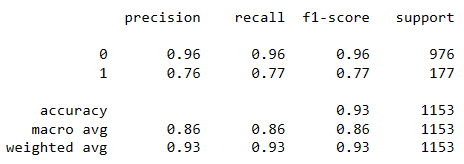 precision recall f1-score support
0 0.96 0.96 0.96 976
1 0.76 0.77 0.77 177
accuracy 0.93 1153
macro avg 0.86 0.86 0.86 1153
weighted avg 0.93 0.93 0.93 1153